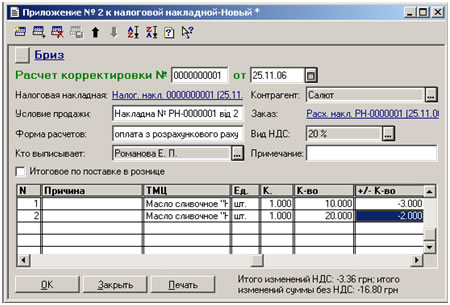 Приложение № 2 к налоговой накладной-Новый *
Бриз
Расчет корректировки № 0000000001 от 25.11.06
Налоговая накладная: Налог. накл. 0000000001 (25.11. Контрагент: Салют
Условие продажи: Накладна № РН-0000001 від 2 Заказ: Расх. накл. РН-0000001 (25.11.0
Форма расчетов: оплата з розрахункового раху Вид НДС: 20 %
Кто выписывает: Романова Е. П. Примечание:
Итоговое по поставке в рознице
N Причина ТМЦ Ед. К. К-во +/- К-во
1 Масло сливочное "Н шт. 1.000 10.000 -3.000
2 Масло сливочное "Н шт. 1.000 20.000 -2.000
OK Закрыть Печать Итого изменений НДС: -3.36 грн; итого
изменений суммы без НДС: -16.80 грн